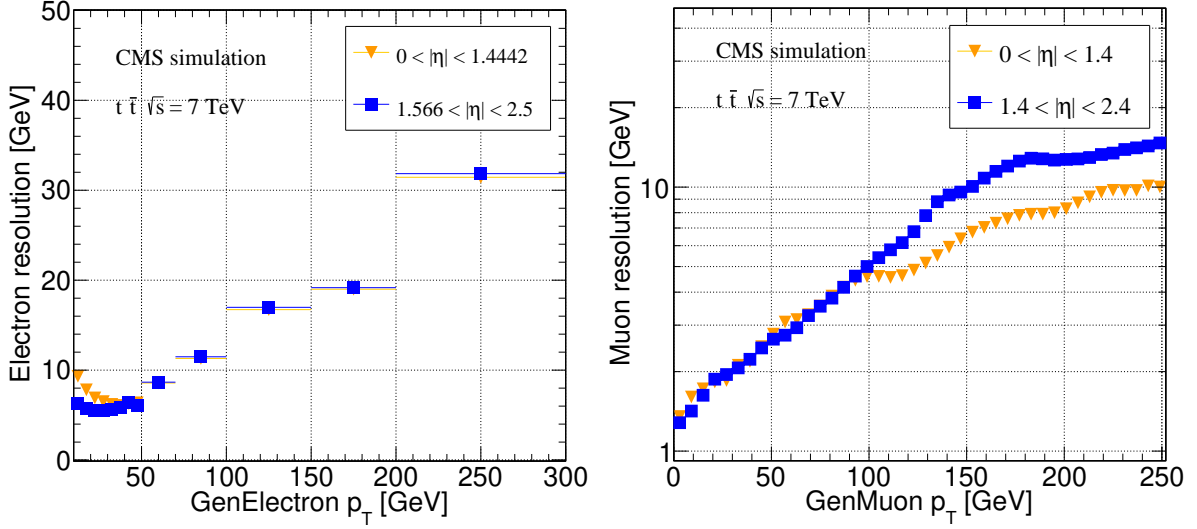 CMS simulation
t t̄ √s = 7 TeV
0 < |η| < 1.4442
1.566 < |η| < 2.5
Electron resolution [GeV]
50
40
30
20
10
0
50 100 150 200 250 300
GenElectron p_T [GeV]
CMS simulation
t t̄ √s = 7 TeV
0 < |η| < 1.4
1.4 < |η| < 2.4
Muon resolution [GeV]
10
1
0 50 100 150 200 250
GenMuon p_T [GeV]